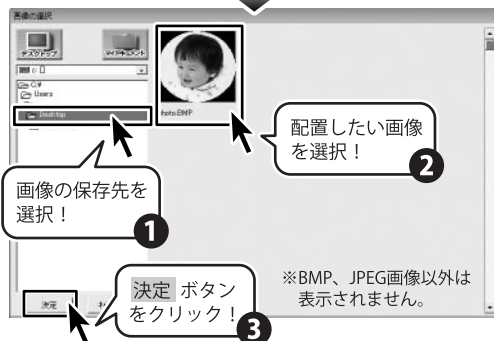 画像の選択
デスクトップ
マイドキュメント
c: []
C:¥
Users
Desktop
photo.BMP
配置したい画像
を選択！
2
画像の保存先を
選択！
1
決定
決定 ボタン
をクリック！
3
※BMP、JPEG画像以外は
表示されません。